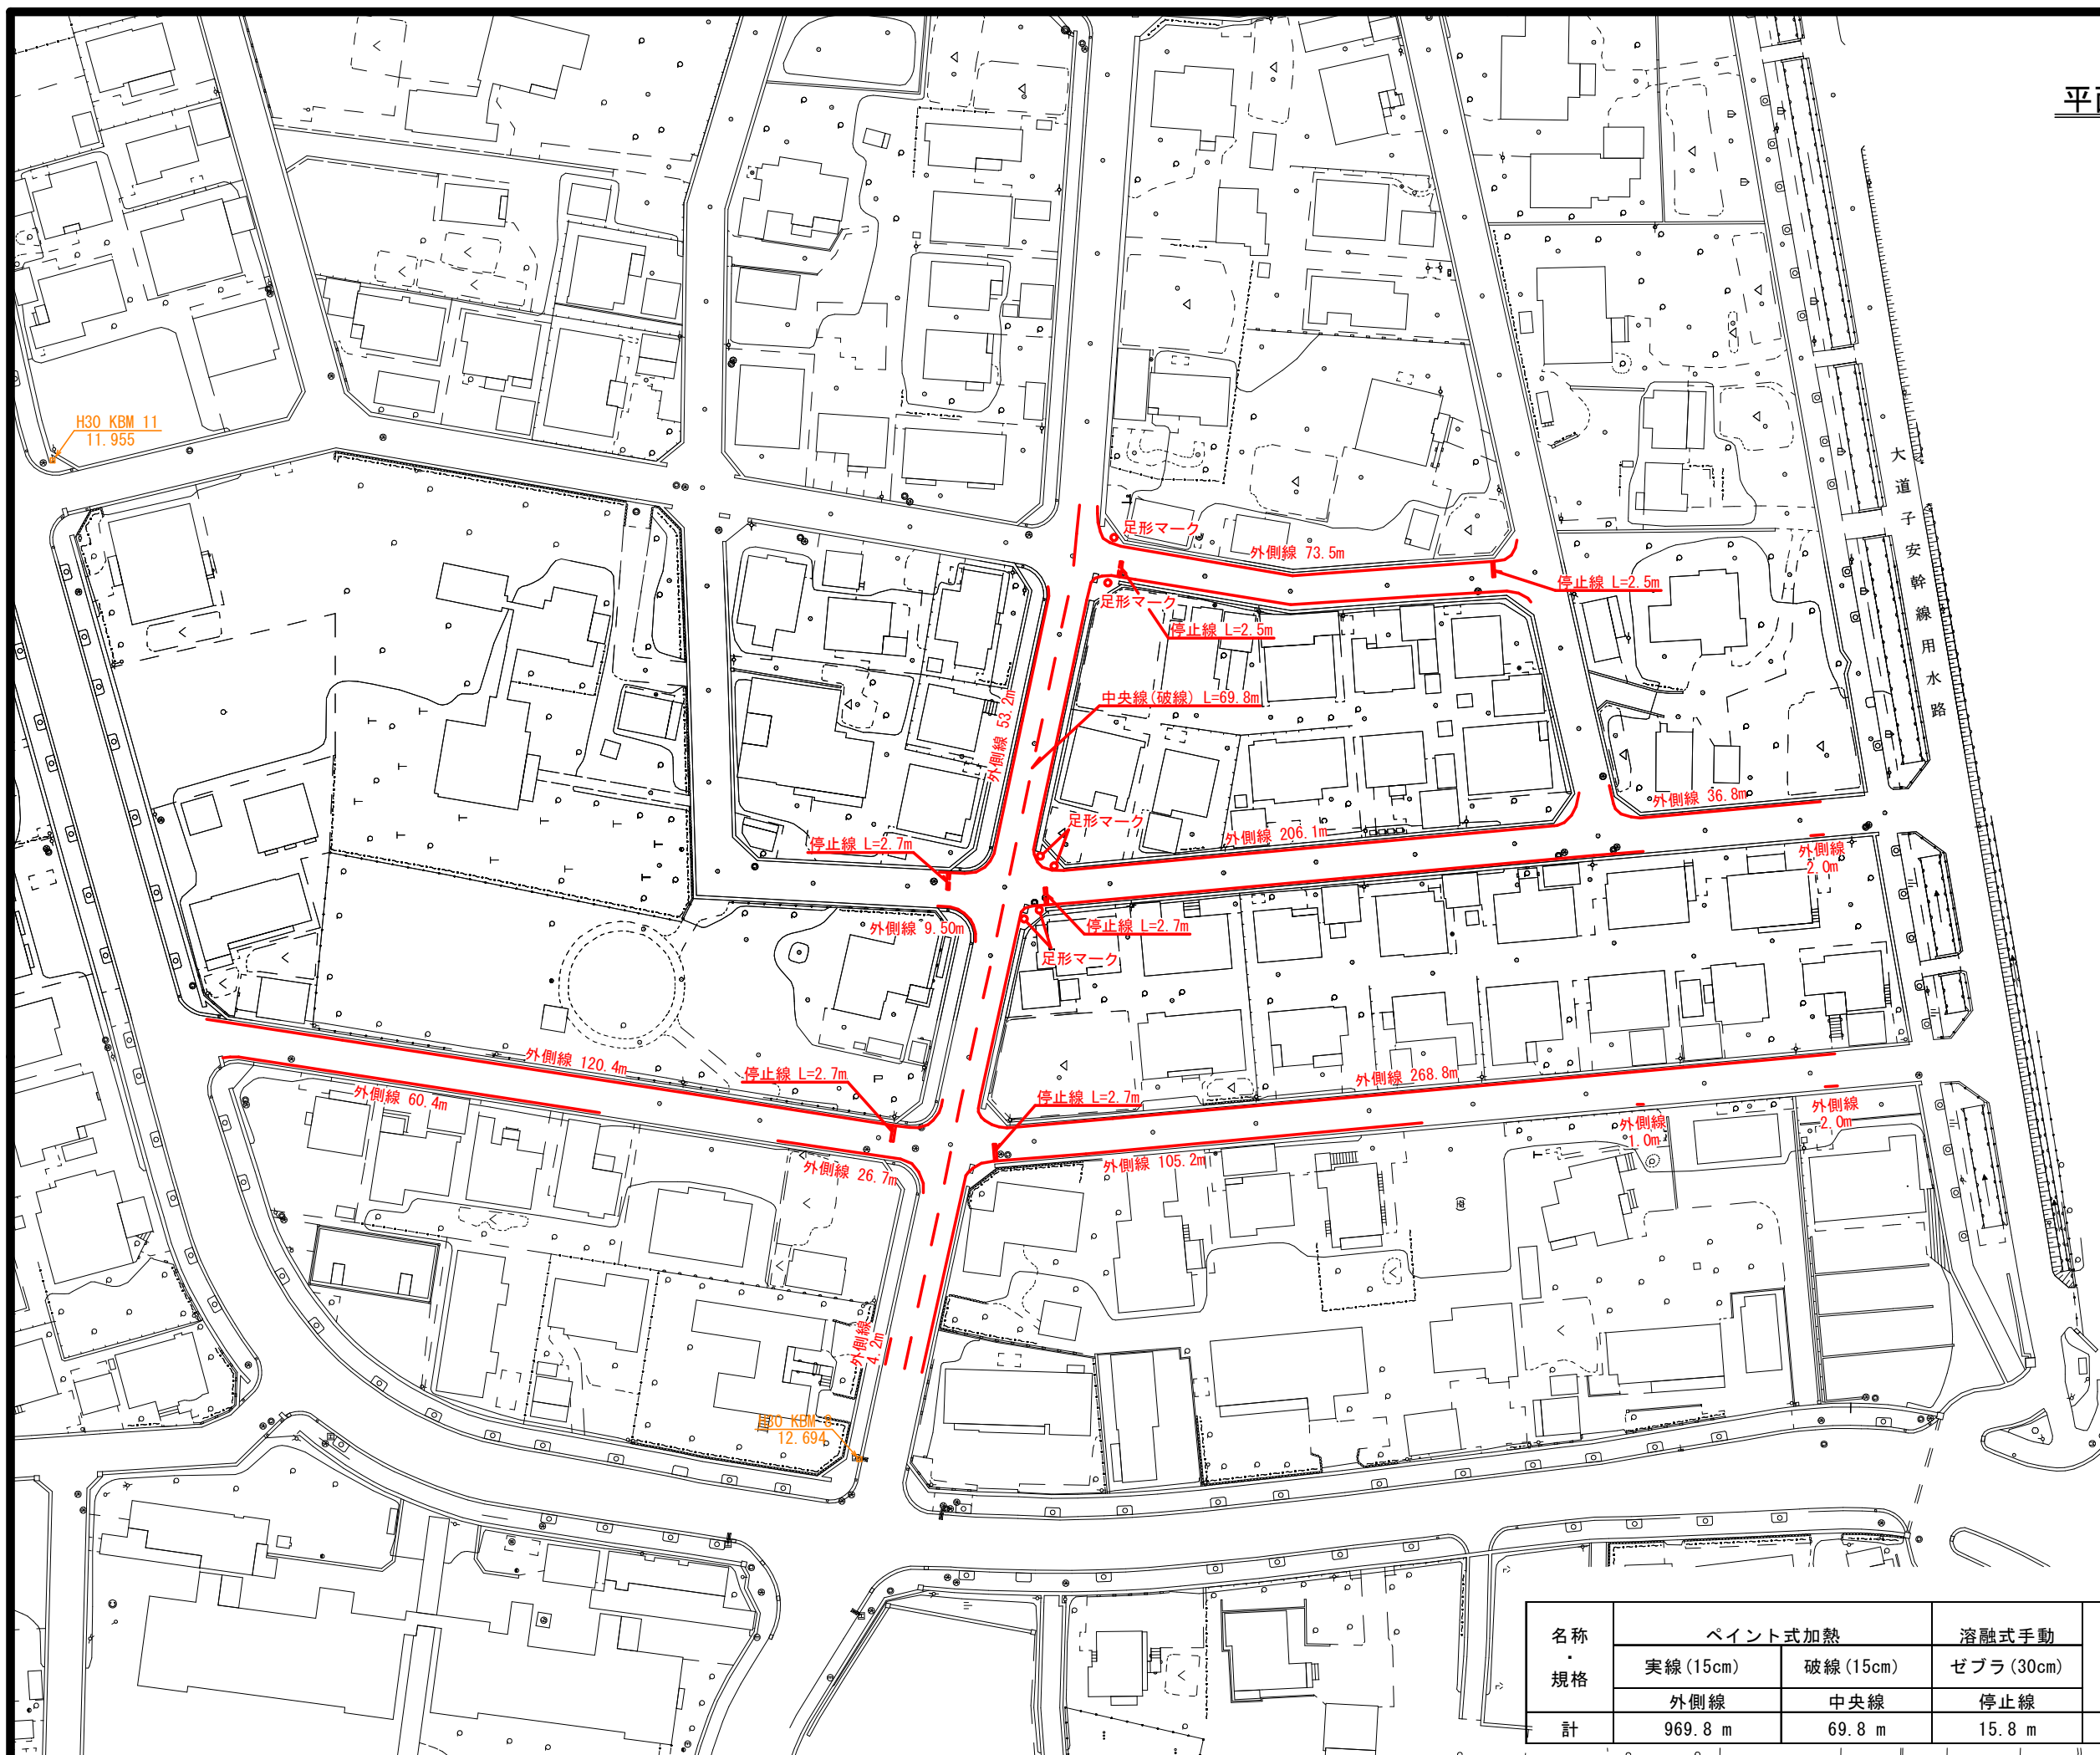 平面
H30 KBM 11
11.955
大道子安幹線用水路
足形マーク
外側線 73.5m
停止線 L=2.5m
足形マーク
停止線 L=2.5m
中央線(破線) L=69.8m
外側線 53.2m
外側線 36.8m
足形マーク
外側線 206.1m
停止線 L=2.7m
外側線
2.0m
外側線 9.50m
停止線 L=2.7m
足形マーク
外側線 120.4m
停止線 L=2.7m
外側線 268.8m
外側線 60.4m
停止線 L=2.7m
外側線
2.0m
外側線
1.0m
外側線 26.7m
外側線 105.2m
外側線
4.2m
H30 KBM 9
12.694
名称・規格
ペイント式加熱
溶融式手動
実線(15cm)
破線(15cm)
ゼブラ(30cm)
外側線
中央線
停止線
計
969.8 m
69.8 m
15.8 m